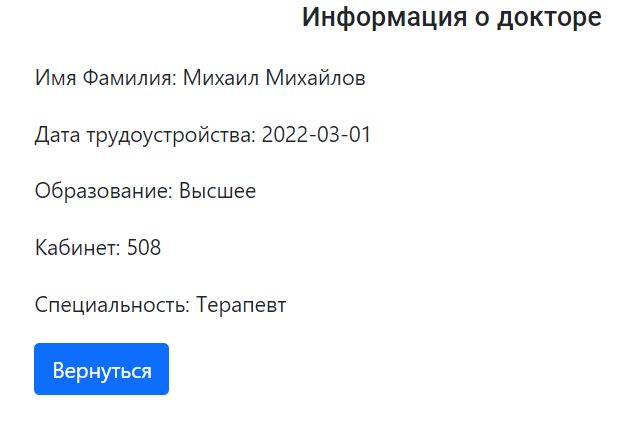 Информация о докторе
Имя Фамилия: Михаил Михайлов
Дата трудоустройства: 2022-03-01
Образование: Высшее
Кабинет: 508
Специальность: Терапевт
Вернуться